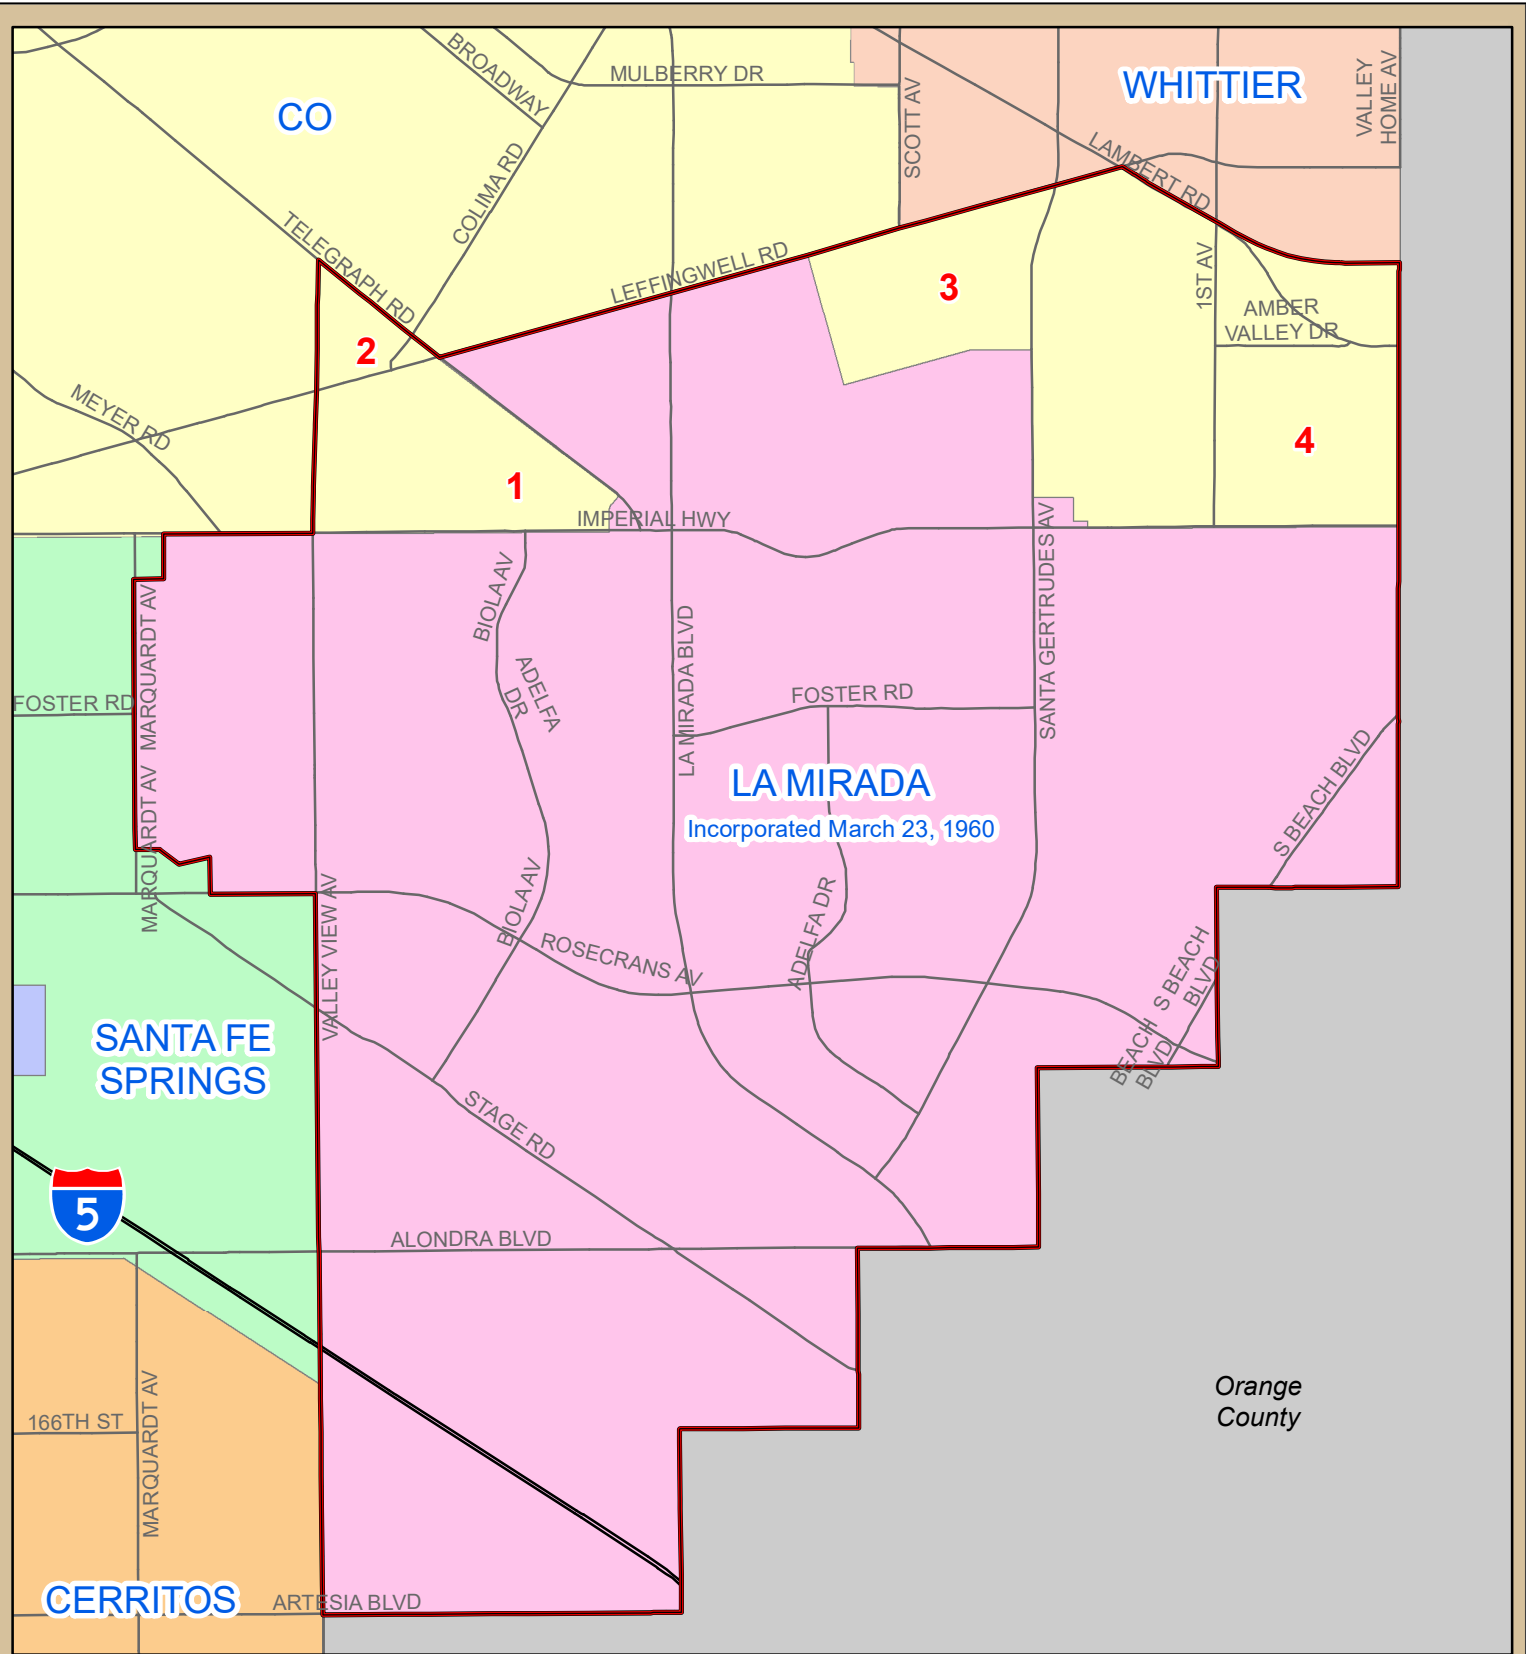 BROADWAY
MULBERRY DR
WHITTIER
VALLEY
HOME AV
CO
SCOTT AV
COLIMA RD
LAMBERT RD
TELEGRAPH RD
LEFFINGWELL RD
3
1ST AV
AMBER
VALLEY DR
2
MEYER RD
4
1
IMPERIAL HWY
SANTA GERTRUDES AV
BIOLA AV
MARQUARDT AV
LA MIRADA BLVD
ADELFA
DR
FOSTER RD
FOSTER RD
LA MIRADA
Incorporated March 23, 1960
S BEACH BLVD
MARQUARDT AV
VALLEY VIEW AV
BIOLA AV
ADELFA DR
ROSECRANS AV
S BEACH
BLVD
BEACH
BLVD
SANTA FE
SPRINGS
STAGE RD
5
ALONDRA BLVD
Orange
County
166TH ST
MARQUARDT AV
CERRITOS
ARTESIA BLVD